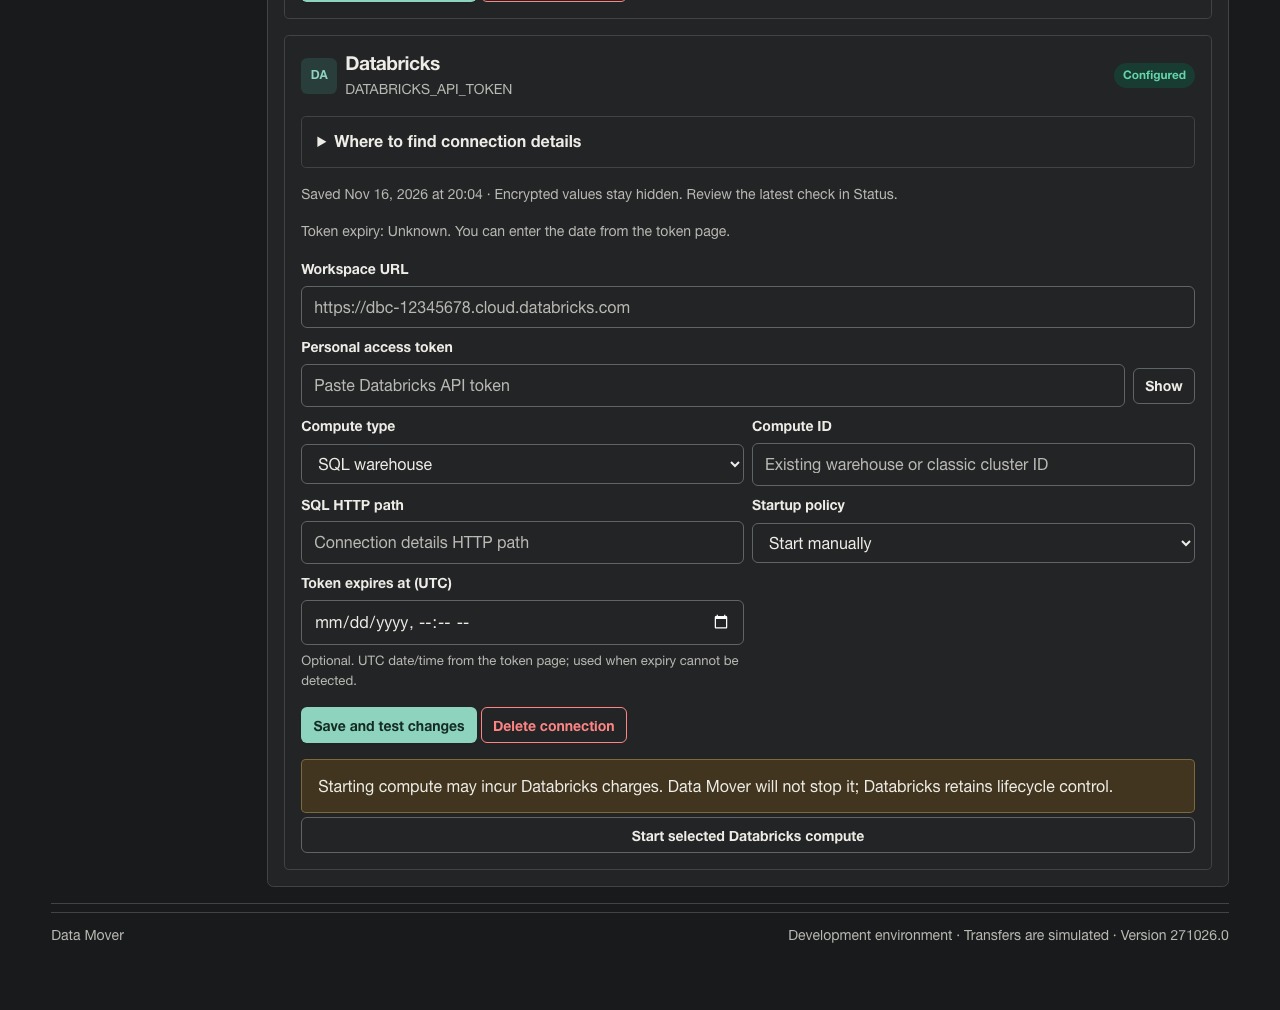 DA
Databricks
DATABRICKS_API_TOKEN
Configured
Where to find connection details
Saved Nov 16, 2026 at 20:04 · Encrypted values stay hidden. Review the latest check in Status.
Token expiry: Unknown. You can enter the date from the token page.
Workspace URL
https://dbc-12345678.cloud.databricks.com
Personal access token
Paste Databricks API token
Show
Compute type
Compute ID
SQL warehouse
Existing warehouse or classic cluster ID
SQL HTTP path
Startup policy
Connection details HTTP path
Start manually
Token expires at (UTC)
mm/dd/yyyy, --:-- --
Optional. UTC date/time from the token page; used when expiry cannot be
detected.
Save and test changes
Delete connection
Starting compute may incur Databricks charges. Data Mover will not stop it; Databricks retains lifecycle control.
Start selected Databricks compute
Data Mover
Development environment · Transfers are simulated · Version 271026.0